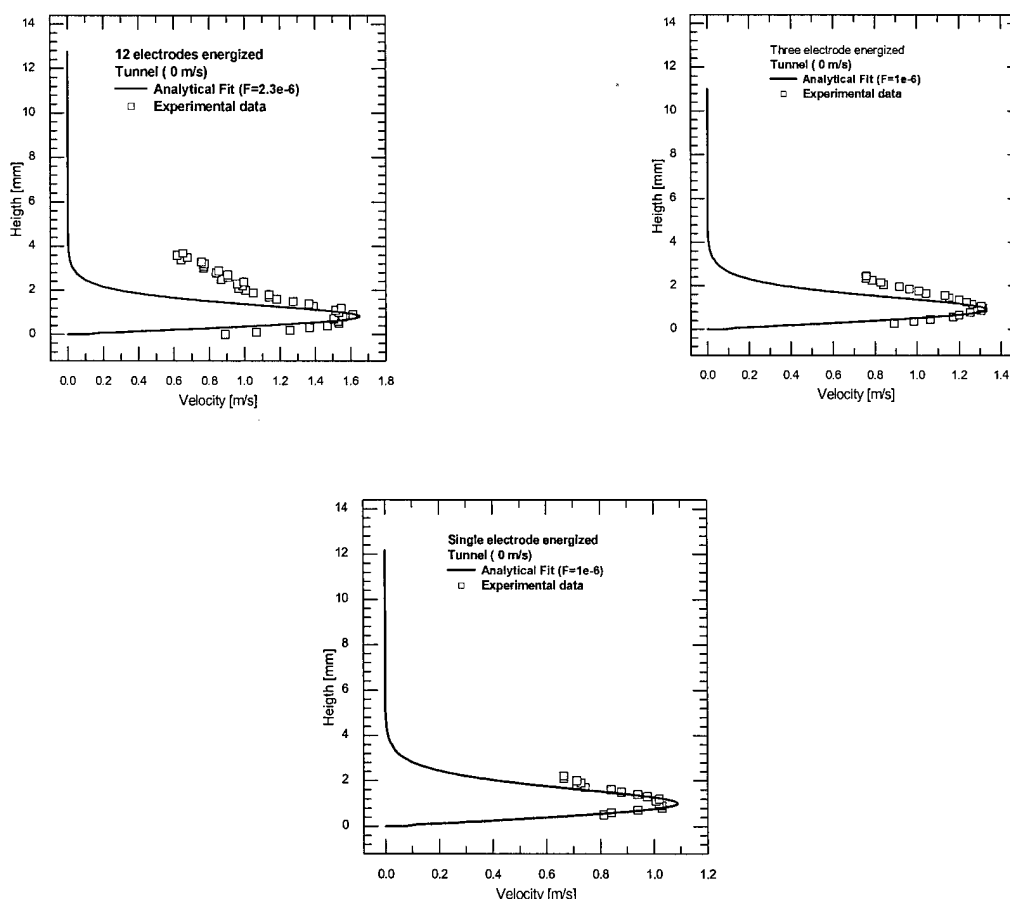 14
12
10
8
6
4
2
0
Heigth [mm]
12 electrodes energized
Tunnel ( 0 m/s)
Analytical Fit (F=2.3e-6)
Experimental data
0.0 0.2 0.4 0.6 0.8 1.0 1.2 1.4 1.6 1.8
Velocity [m/s]
14
12
10
8
6
4
2
0
Heigth [mm]
Three electrode energized
Tunnel ( 0 m/s)
Analytical Fit (F=1e-6)
Experimental data
0.0 0.2 0.4 0.6 0.8 1.0 1.2 1.4
Velocity [m/s]
14
12
10
8
6
4
2
0
Heigth [mm]
Single electrode energized
Tunnel ( 0 m/s)
Analytical Fit (F=1e-6)
Experimental data
0.0 0.2 0.4 0.6 0.8 1.0 1.2
Velocity [m/s]